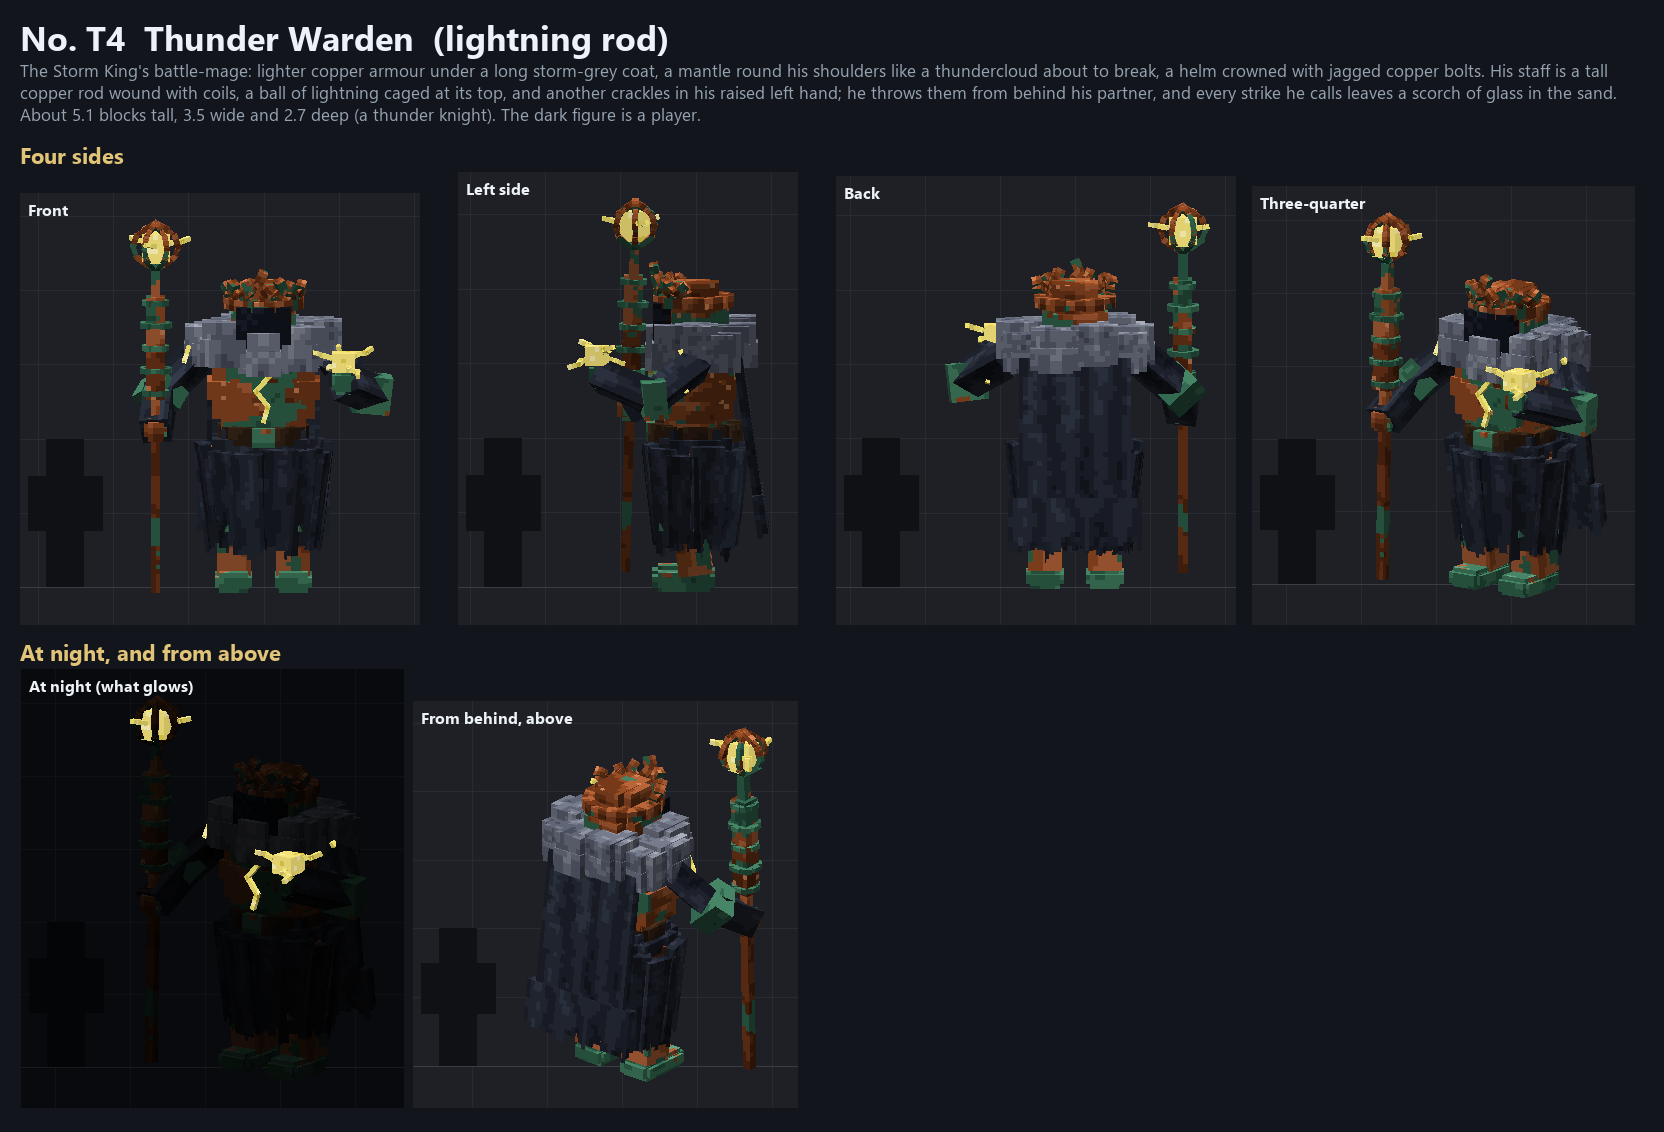 No. T4 Thunder Warden (lightning rod)
The Storm King's battle-mage: lighter copper armour under a long storm-grey coat, a mantle round his shoulders like a thundercloud about to break, a helm crowned with jagged copper bolts. His staff is a tall
copper rod wound with coils, a ball of lightning caged at its top, and another crackles in his raised left hand; he throws them from behind his partner, and every strike he calls leaves a scorch of glass in the sand.
About 5.1 blocks tall, 3.5 wide and 2.7 deep (a thunder knight). The dark figure is a player.
Four sides
Front
Left side
Back
Three-quarter
At night, and from above
At night (what glows)
From behind, above